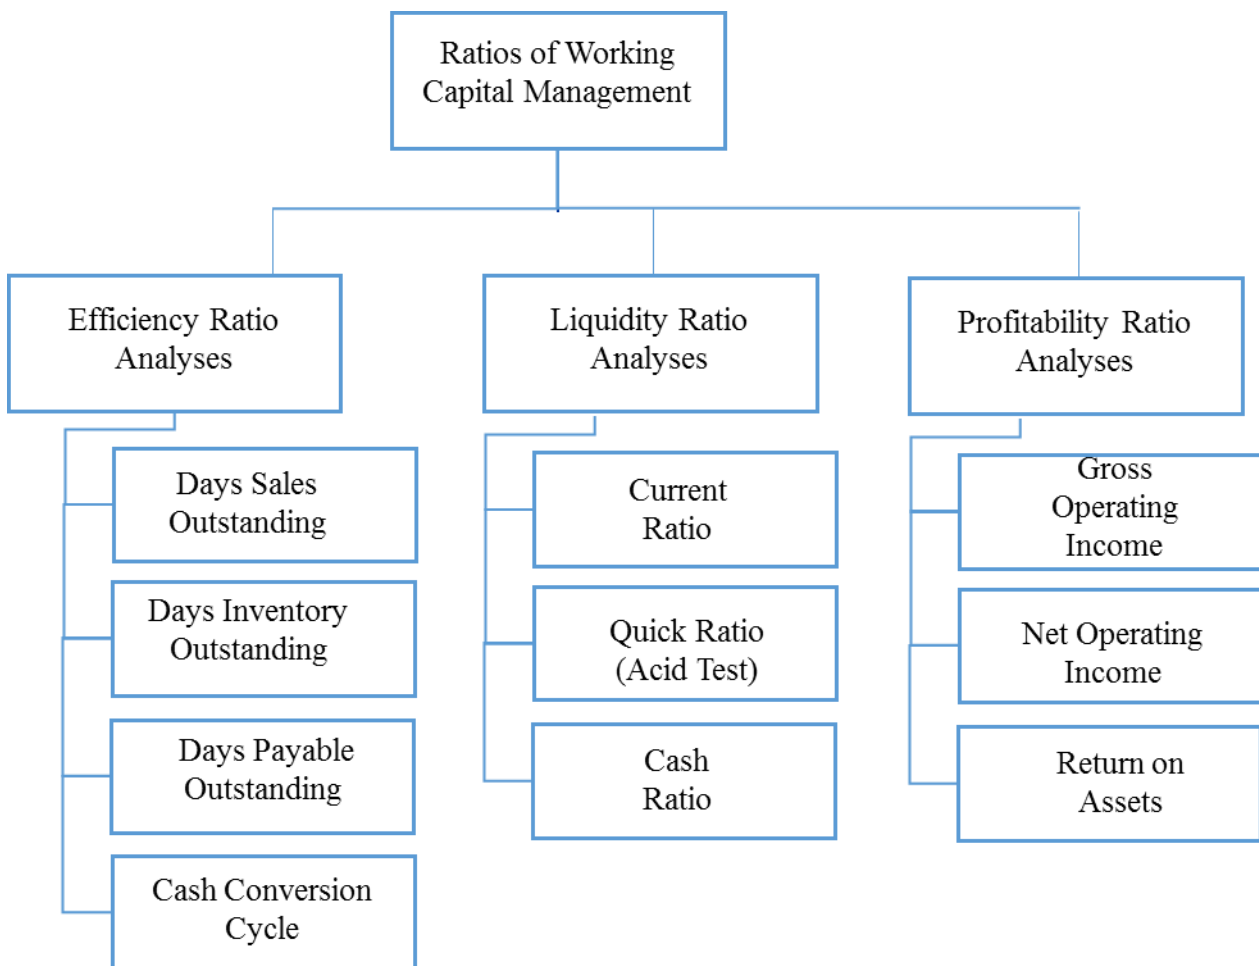 Ratios of Working
Capital Management
Efficiency Ratio
Analyses
Liquidity Ratio
Analyses
Profitability Ratio
Analyses
Days Sales
Outstanding
Days Inventory
Outstanding
Days Payable
Outstanding
Cash Conversion
Cycle
Current
Ratio
Quick Ratio
(Acid Test)
Cash
Ratio
Gross
Operating
Income
Net Operating
Income
Return on
Assets